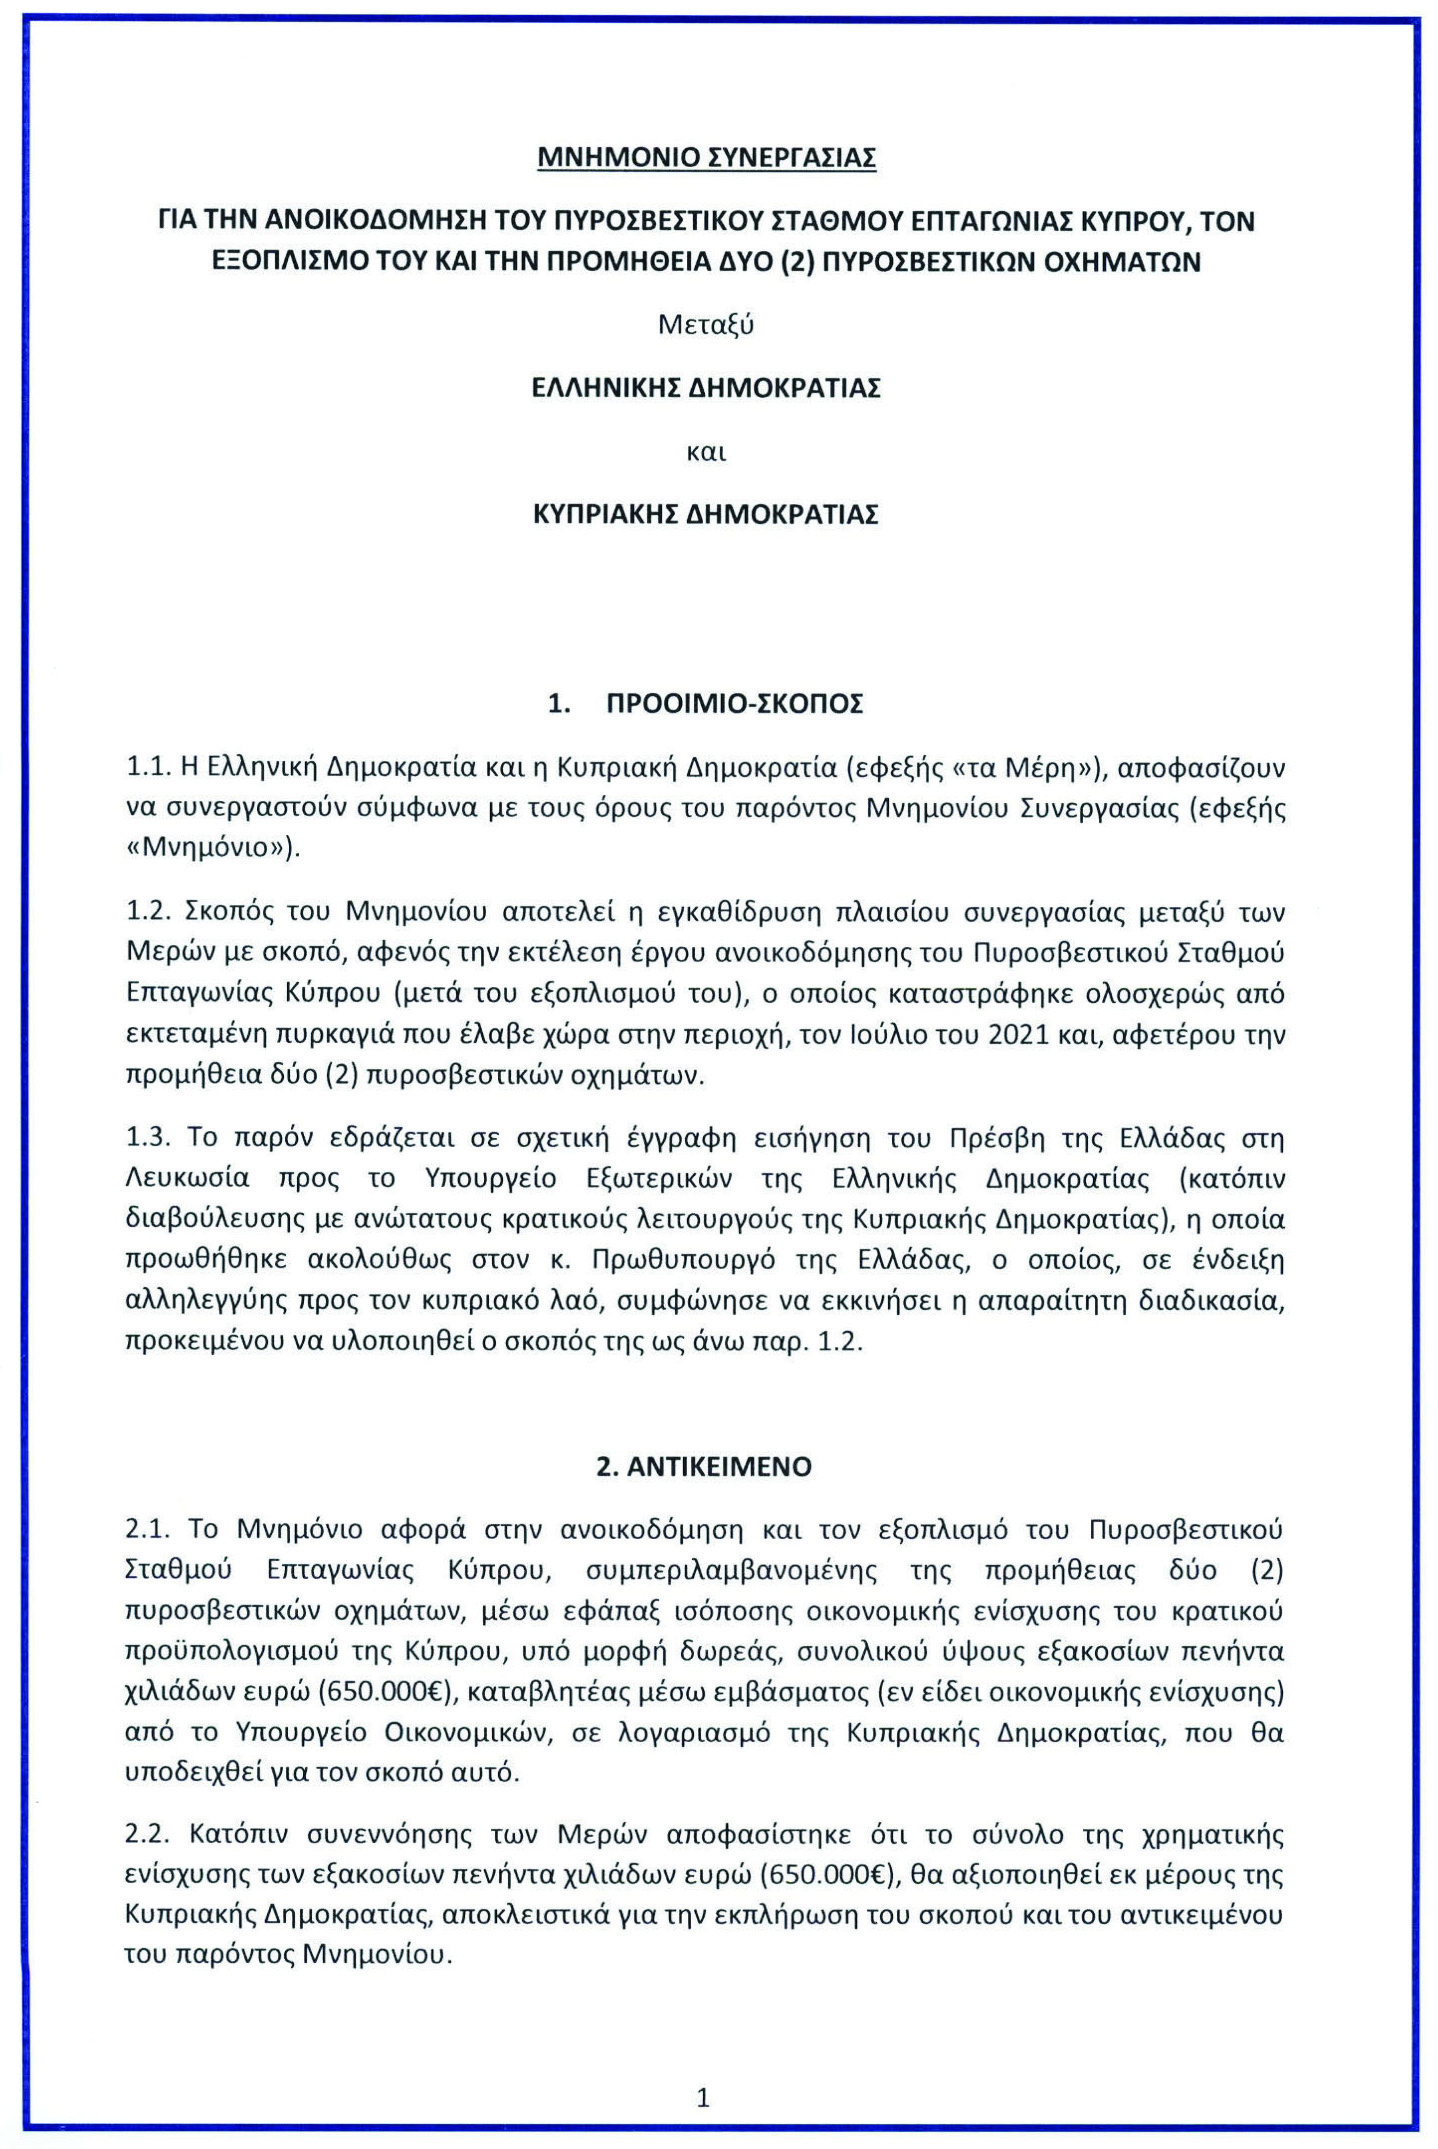 ΜΝΗΜΟΝΙΟ ΣΥΝΕΡΓΑΣΙΑΣ
ΓΙΑ ΤΗΝ ΑΝΟΙΚΟΔΟΜΗΣΗ ΤΟΥ ΠΥΡΟΣΒΕΣΤΙΚΟΥ ΣΤΑΘΜΟΥ ΕΠΤΑΓΩΝΙΑΣ ΚΥΠΡΟΥ, ΤΟΝ
ΕΞΟΠΛΙΣΜΟ ΤΟΥ ΚΑΙ ΤΗΝ ΠΡΟΜΗΘΕΙΑ ΔΥΟ (2) ΠΥΡΟΣΒΕΣΤΙΚΩΝ ΟΧΗΜΑΤΩΝ
Μεταξύ
ΕΛΛΗΝΙΚΗΣ ΔΗΜΟΚΡΑΤΙΑΣ
και
ΚΥΠΡΙΑΚΗΣ ΔΗΜΟΚΡΑΤΙΑΣ
1. ΠΡΟΟΙΜΙΟ-ΣΚΟΠΟΣ
1.1. Η Ελληνική Δημοκρατία και η Κυπριακή Δημοκρατία (εφεξής «τα Μέρη»), αποφασίζουν
να συνεργαστούν σύμφωνα με τους όρους του παρόντος Μνημονίου Συνεργασίας (εφεξής
«Μνημόνιο»).
1.2. Σκοπός του Μνημονίου αποτελεί η εγκαθίδρυση πλαισίου συνεργασίας μεταξύ των
Μερών με σκοπό, αφενός την εκτέλεση έργου ανοικοδόμησης του Πυροσβεστικού Σταθμού
Επταγωνίας Κύπρου (μετά του εξοπλισμού του), ο οποίος καταστράφηκε ολοσχερώς από
εκτεταμένη πυρκαγιά που έλαβε χώρα στην περιοχή, τον Ιούλιο του 2021 και, αφετέρου την
προμήθεια δύο (2) πυροσβεστικών οχημάτων.
1.3. Το παρόν εδράζεται σε σχετική έγγραφη εισήγηση του Πρέσβη της Ελλάδας στη
Λευκωσία προς το Υπουργείο Εξωτερικών της Ελληνικής Δημοκρατίας (κατόπιν
διαβούλευσης με ανώτατους κρατικούς λειτουργούς της Κυπριακής Δημοκρατίας), η οποία
προωθήθηκε ακολούθως στον κ. Πρωθυπουργό της Ελλάδας, ο οποίος, σε ένδειξη
αλληλεγγύης προς τον κυπριακό λαό, συμφώνησε να εκκινήσει η απαραίτητη διαδικασία,
προκειμένου να υλοποιηθεί ο σκοπός της ως άνω παρ. 1.2.
2. ΑΝΤΙΚΕΙΜΕΝΟ
2.1. Το Μνημόνιο αφορά στην ανοικοδόμηση και τον εξοπλισμό του Πυροσβεστικού
Σταθμού Επταγωνίας Κύπρου, συμπεριλαμβανομένης της προμήθειας δύο (2)
πυροσβεστικών οχημάτων, μέσω εφάπαξ ισόποσης οικονομικής ενίσχυσης του κρατικού
προϋπολογισμού της Κύπρου, υπό μορφή δωρεάς, συνολικού ύψους εξακοσίων πενήντα
χιλιάδων ευρώ (650.000€), καταβλητέας μέσω εμβάσματος (εν είδει οικονομικής ενίσχυσης)
από το Υπουργείο Οικονομικών, σε λογαριασμό της Κυπριακής Δημοκρατίας, που θα
υποδειχθεί για τον σκοπό αυτό.
2.2. Κατόπιν συνεννόησης των Μερών αποφασίστηκε ότι το σύνολο της χρηματικής
ενίσχυσης των εξακοσίων πενήντα χιλιάδων ευρώ (650.000€), θα αξιοποιηθεί εκ μέρους της
Κυπριακής Δημοκρατίας, αποκλειστικά για την εκπλήρωση του σκοπού και του αντικειμένου
του παρόντος Μνημονίου.
1